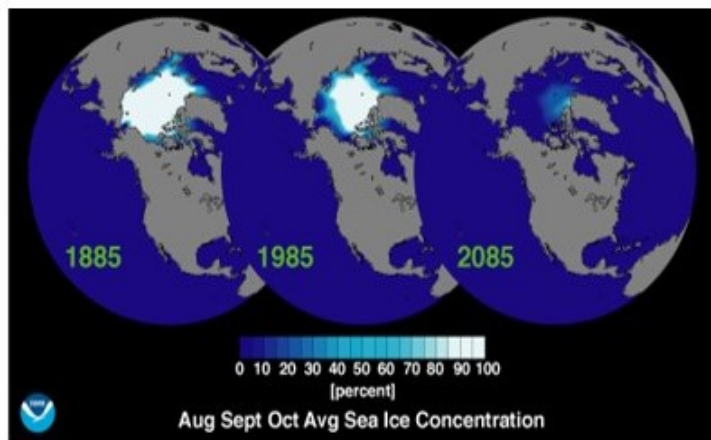 1885 1985 2085
0 10 20 30 40 50 60 70 80 90 100
[percent]
NOAA
Aug Sept Oct Avg Sea Ice Concentration